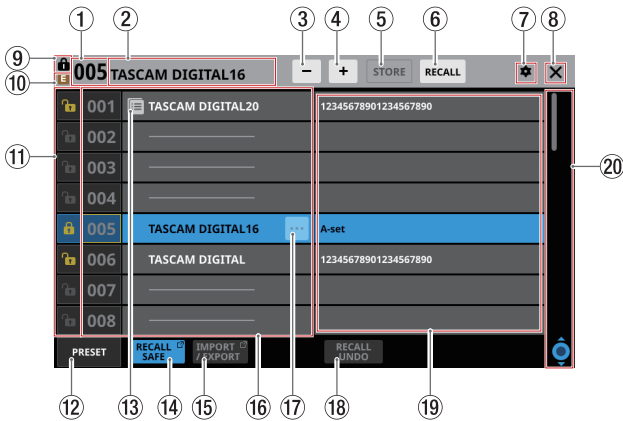 ① ② ③ ④ ⑤ ⑥ ⑦ ⑧
⑨ ⑩
E 005 TASCAM DIGITAL16 − + STORE RECALL
001 TASCAM DIGITAL20 12345678901234567890
002
003
004
005 TASCAM DIGITAL16 ... A-set
006 TASCAM DIGITAL 12345678901234567890
007
008
⑪ ⑳
PRESET RECALL SAFE IMPORT / EXPORT RECALL UNDO
⑫ ⑬ ⑭ ⑮ ⑯ ⑰ ⑱ ⑲